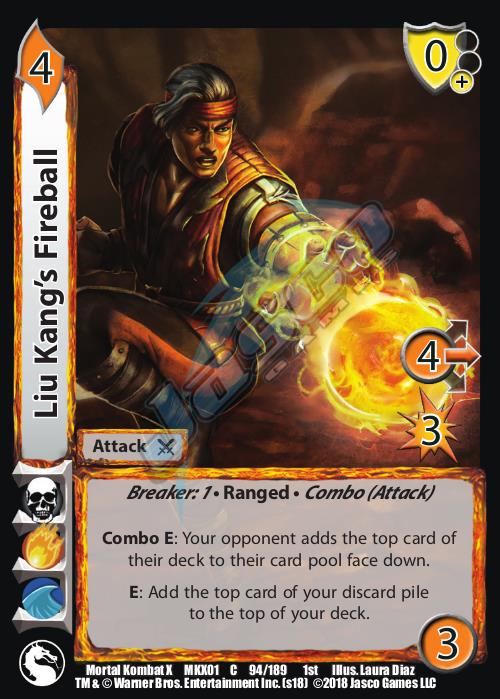 4
0
+
Liu Kang's Fireball
4
3
Attack
Breaker: 1 • Ranged • Combo (Attack)
Combo E: Your opponent adds the top card of
their deck to their card pool face down.
E: Add the top card of your discard pile
to the top of your deck.
3
Mortal Kombat X MKX01 C 94/189 1st Illus. Laura Diaz
TM & © Warner Bros. Entertainment Inc. (s18) ©2018 Jasco Games LLC
JASCO
GAMES